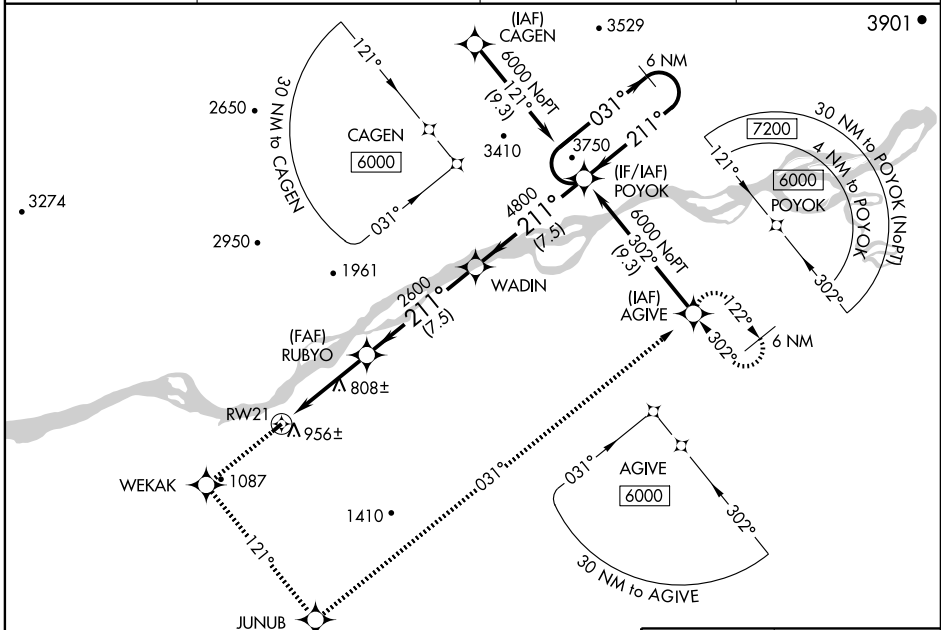 (IAF)
CAGEN
3529
3901
6 NM
121°
30 NM to CAGEN
2650
CAGEN
6000
031°
6000 NoPT
121°
(9.3)
3410
031°
211°
3750
(IF/IAF)
POYOK
7200
30 NM to POYOK (NoPT)
4 NM to POYOK
121°
6000
POYOK
302°
3274
2950
1961
4800
211°
(7.5)
WADIN
6000 NoPT
302°
(9.3)
2600
211°
(7.5)
(IAF)
AGIVE
122°
302°
6 NM
(FAF)
RUBYO
808±
RW21
956±
WEKAK
1087
031°
031°
AGIVE
6000
302°
30 NM to AGIVE
1410
121°
JUNUB